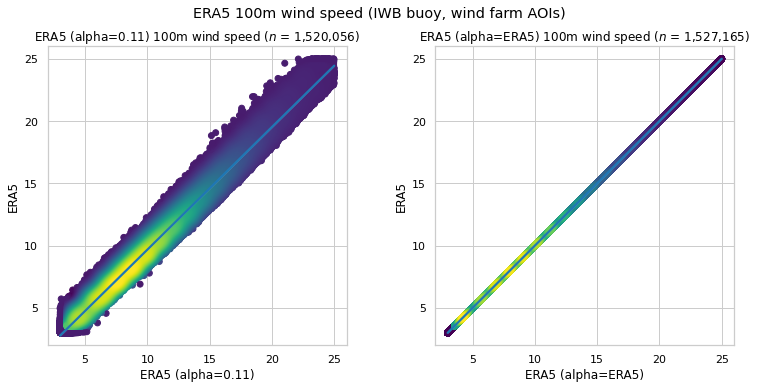 ERA5 100m wind speed (IWB buoy, wind farm AOIs)
ERA5 (alpha=0.11) 100m wind speed (n = 1,520,056)
25
20
15
10
5
ERA5
5
10
15
20
25
ERA5 (alpha=0.11)
ERA5 (alpha=ERA5) 100m wind speed (n = 1,527,165)
25
20
15
10
5
ERA5
5
10
15
20
25
ERA5 (alpha=ERA5)